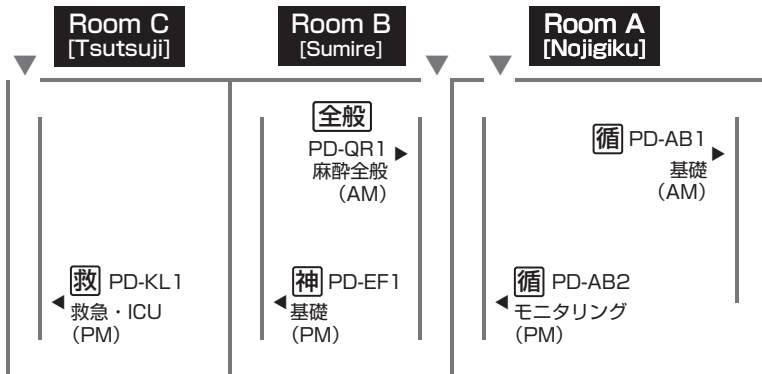 Room C
[Tsutsuji]
Room B
[Sumire]
Room A
[Nojigiku]
全般
PD-QR1
麻酔全般
（AM）
循 PD-AB1
基礎
（AM）
救 PD-KL1
救急・ICU
（PM）
神 PD-EF1
基礎
（PM）
循 PD-AB2
モニタリング
（PM）